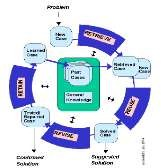 Problem
New
Case
RETRIEVE
Learned
Case
Retrieved
Case
New
Case
Past
Cases
General
Knowledge
RETAIN
REUSE
Tested
Repaired
Case
Solved
Case
REVISE
Confirmed
Solution
Suggested
Solution